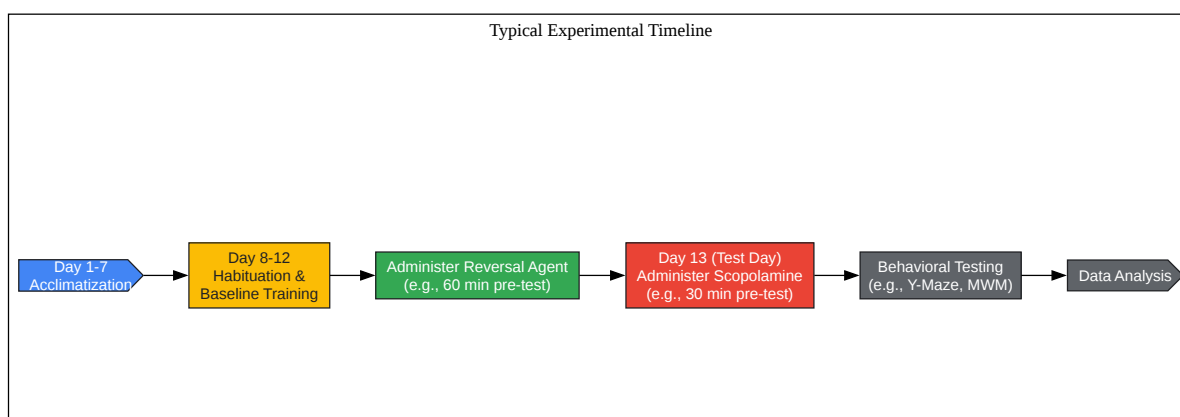 Typical Experimental Timeline
Day 1-7
Acclimatization
Day 8-12
Habituation &
Baseline Training
Administer Reversal Agent
(e.g., 60 min pre-test)
Day 13 (Test Day)
Administer Scopolamine
(e.g., 30 min pre-test)
Behavioral Testing
(e.g., Y-Maze, MWM)
Data Analysis